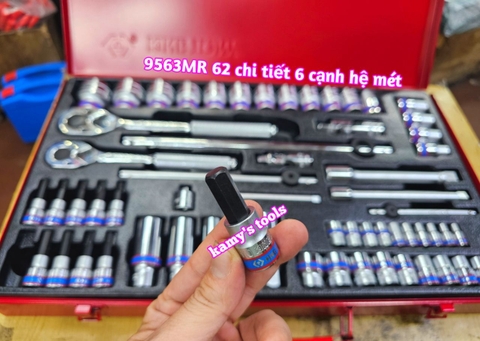 9563MR 62 chi tiết 6 cạnh hệ mét
kamy's tools